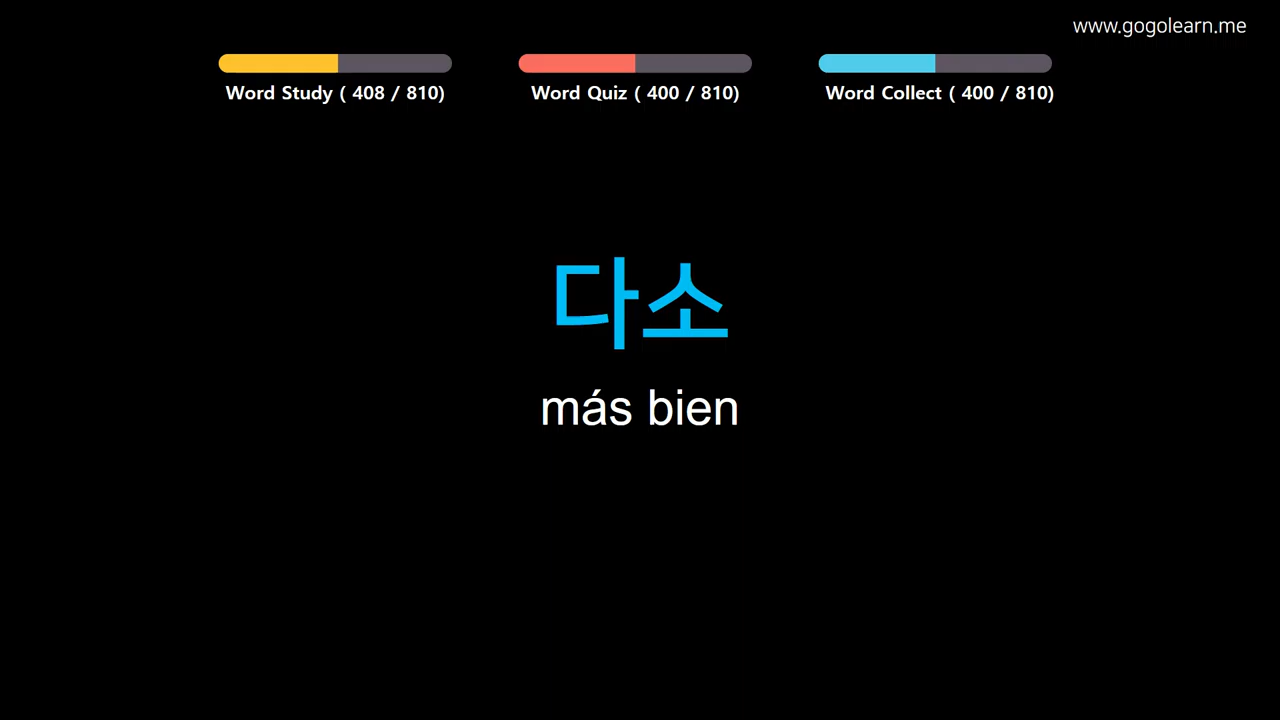 www.gogolearn.me
Word Study ( 408 / 810)
Word Quiz ( 400 / 810)
Word Collect ( 400 / 810)
다소
más bien